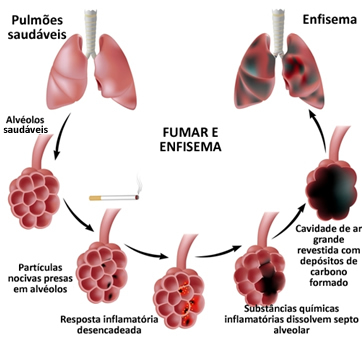 Pulmões
saudáveis
Enfisema
Alvéolos
saudáveis
FUMAR E
ENFISEMA
Partículas
nocivas presas
em alvéolos
Resposta inflamatória
desencadeada
Substâncias químicas
inflamatórias dissolvem septo
alveolar
Cavidade de ar
grande
revestida com
depósitos de
carbono
formado